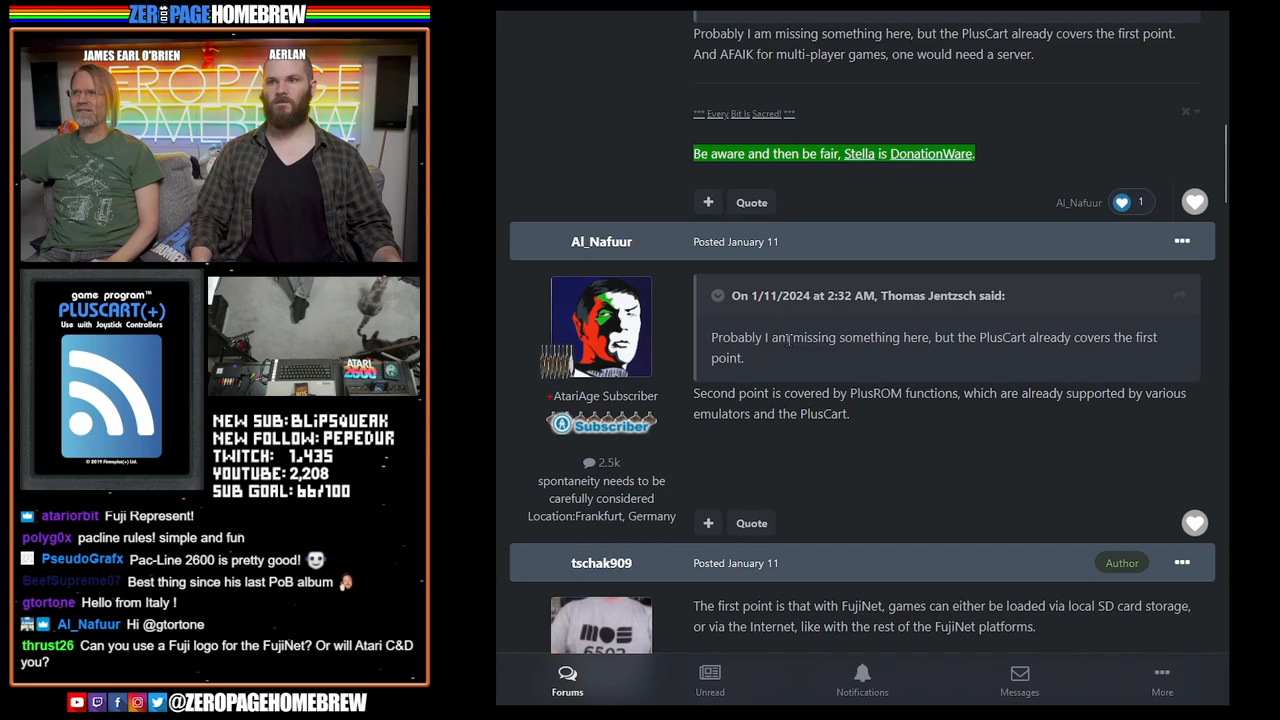 ZEROPAGE HOMEBREW
JAMES EARL O'BRIEN
AERLAN
ZEROPAGE
HOMEBREW
game program™
PLUSCART(+)
Use with Joystick Controllers
NEW SUB: BLIPSQUEAK
NEW FOLLOW: PEPEDUR
TWITCH: 1,435
YOUTUBE: 2,208
SUB GOAL: 66/100
atariorbit Fuji Represent!
polyg0x pacline rules! simple and fun
PseudoGrafx Pac-Line 2600 is pretty good!
BeefSupreme07 Best thing since his last PoB album
gtortone Hello from Italy !
Al_Nafuur Hi @gtortone
thrust26 Can you use a Fuji logo for the FujiNet? Or will Atari C&D
you?
@ZEROPAGEHOMEBREW
Probably I am missing something here, but the PlusCart already covers the first point.
And AFAIK for multi-player games, one would need a server.
*** Every Bit Is Sacred! ***
Be aware and then be fair, Stella is DonationWare.
+ Quote
Al_Nafuur 1
Al_Nafuur
Posted January 11
On 1/11/2024 at 2:32 AM, Thomas Jentzsch said:
Probably I am missing something here, but the PlusCart already covers the first
point.
Second point is covered by PlusROM functions, which are already supported by various
emulators and the PlusCart.
+AtariAge Subscriber
Subscriber
2.5k
spontaneity needs to be
carefully considered
Location:Frankfurt, Germany
+ Quote
tschak909
Posted January 11
Author
The first point is that with FujiNet, games can either be loaded via local SD card storage,
or via the Internet, like with the rest of the FujiNet platforms.
MOS
6502
Forums
Unread
Notifications
Messages
More